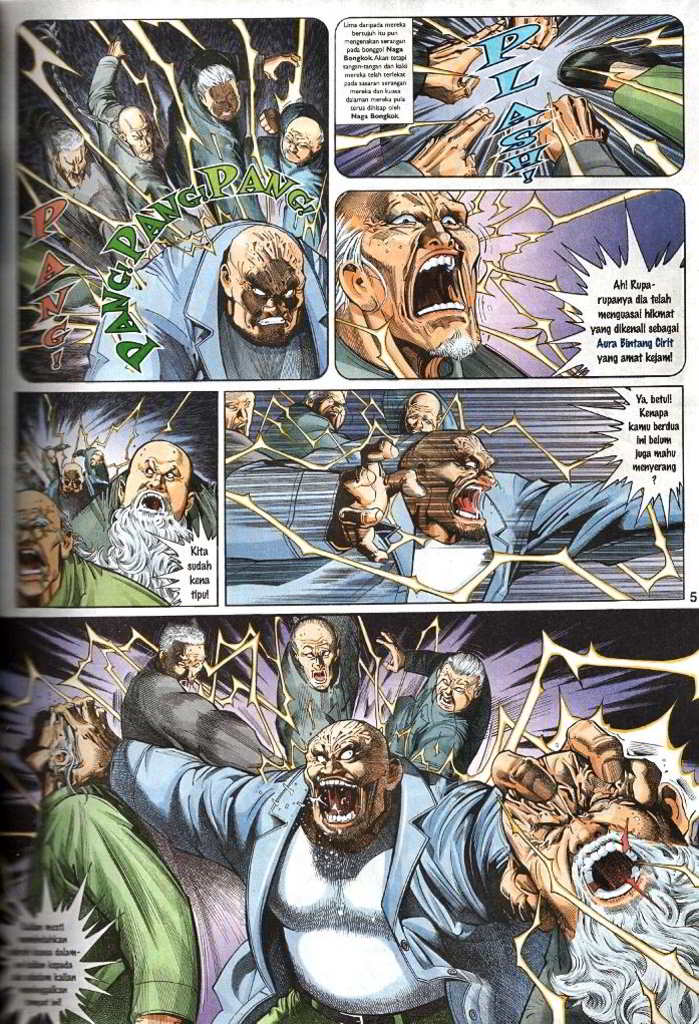 PANG!
PANG!
PANG!
PANG!
Lima daripada mereka
bertujuh itu pun
mengenakan serangan
pada bonggol Naga
Bongkok. Akan tetapi
tangan-tangan dan kaki
mereka telah terlekat
pada sasaran serangan
mereka dan kuasa
dalaman mereka pula
terus dihisap oleh
Naga Bongkok.
PLASH!
Ah! Rupa-
rupanya dia telah
menguasai hikmat
yang dikenali sebagai
Aura Bintang Cirit
yang amat kejam!
Kita
sudah
kena
tipu!
Ya, betul!
Kenapa
kamu berdua
ini belum
juga mahu
menyerang
?
5